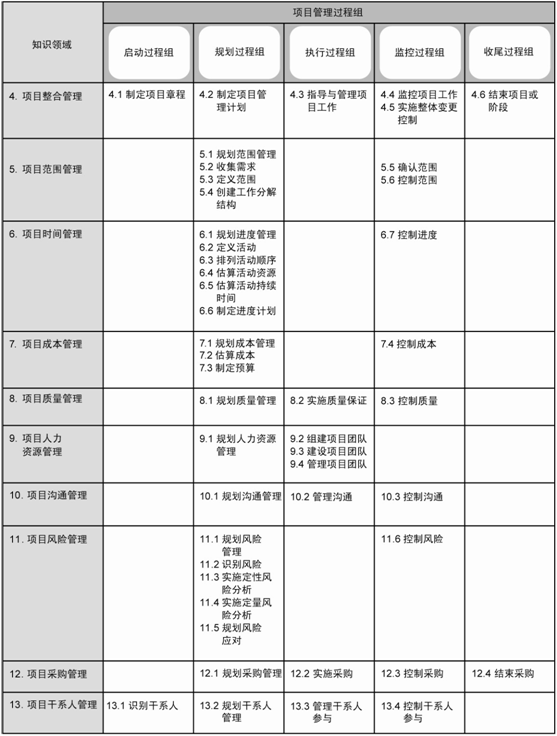 项目管理过程组
知识领域
启动过程组
规划过程组
执行过程组
监控过程组
收尾过程组
4. 项目整合管理
4.1 制定项目章程
4.2 制定项目管
理计划
4.3 指导与管理项
目工作
4.4 监控项目工作
4.5 实施整体变更
控制
4.6 结束项目或
阶段
5. 项目范围管理
5.1 规划范围管理
5.2 收集需求
5.3 定义范围
5.4 创建工作分解
结构
5.5 确认范围
5.6 控制范围
6. 项目时间管理
6.1 规划进度管理
6.2 定义活动
6.3 排列活动顺序
6.4 估算活动资源
6.5 估算活动持续
时间
6.6 制定进度计划
6.7 控制进度
7. 项目成本管理
7.1 规划成本管理
7.2 估算成本
7.3 制定预算
7.4 控制成本
8. 项目质量管理
8.1 规划质量管理
8.2 实施质量保证
8.3 控制质量
9. 项目人力
资源管理
9.1 规划人力资源
管理
9.2 组建项目团队
9.3 建设项目团队
9.4 管理项目团队
10. 项目沟通管理
10.1 规划沟通管理
10.2 管理沟通
10.3 控制沟通
11. 项目风险管理
11.1 规划风险
管理
11.2 识别风险
11.3 实施定性风
险分析
11.4 实施定量风
险分析
11.5 规划风险
应对
11.6 控制风险
12. 项目采购管理
12.1 规划采购管理
12.2 实施采购
12.3 控制采购
12.4 结束采购
13. 项目干系人管理
13.1 识别干系人
13.2 规划干系人
管理
13.3 管理干系人
参与
13.4 控制干系人
参与